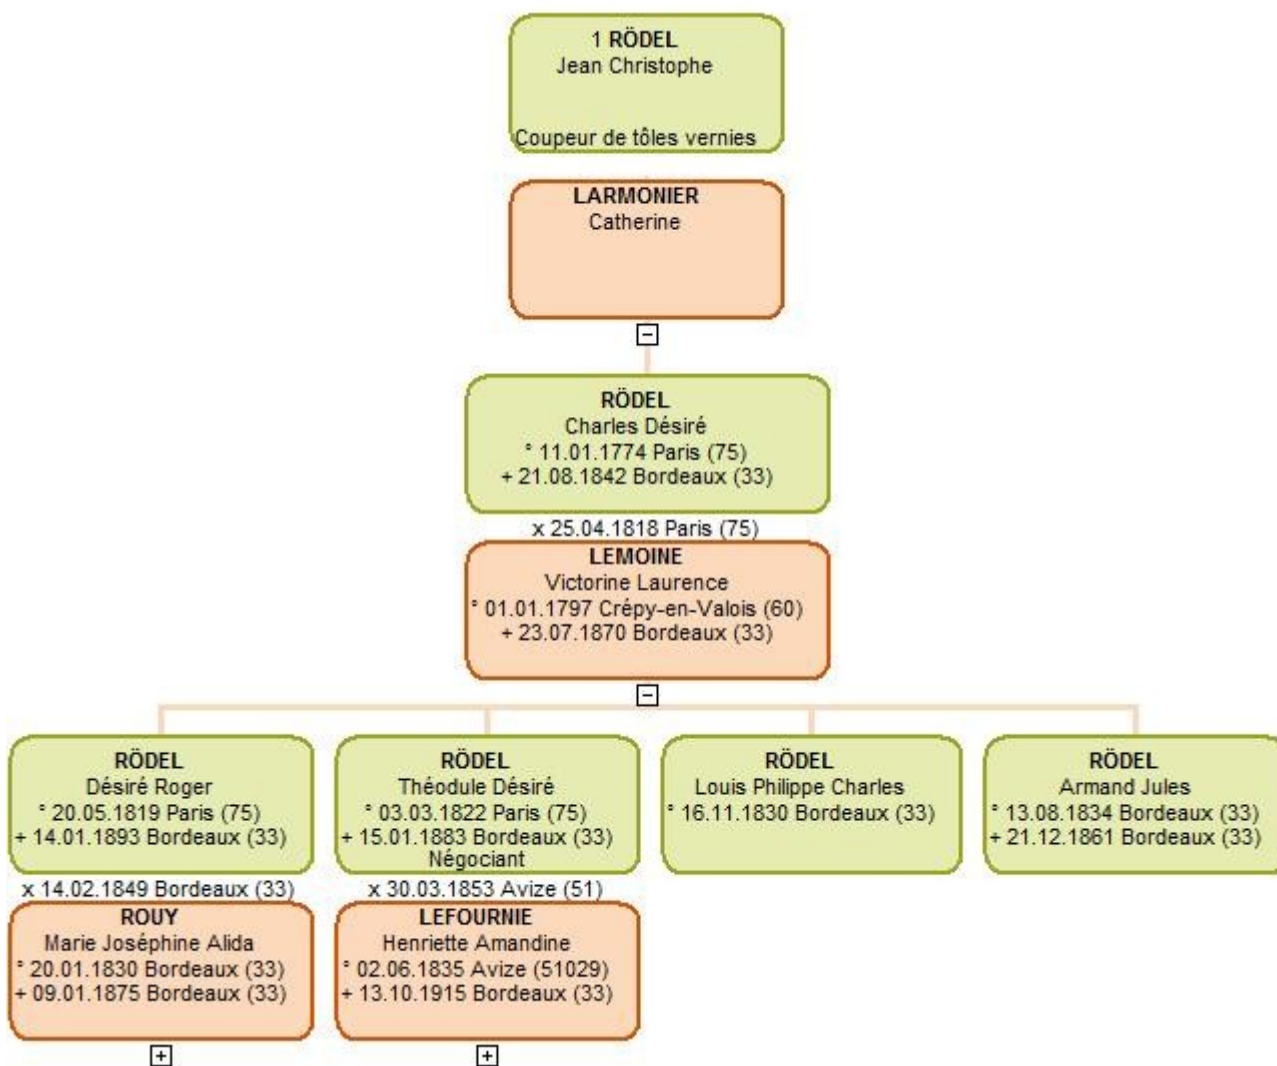 1 RÖDEL
Jean Christophe
Coupeur de tôles vernies
LARMONIER
Catherine
RÖDEL
Charles Désiré
° 11.01.1774 Paris (75)
+ 21.08.1842 Bordeaux (33)
x 25.04.1818 Paris (75)
LEMOINE
Victorine Laurence
° 01.01.1797 Crépy-en-Valois (60)
+ 23.07.1870 Bordeaux (33)
RÖDEL
Désiré Roger
° 20.05.1819 Paris (75)
+ 14.01.1893 Bordeaux (33)
x 14.02.1849 Bordeaux (33)
ROUY
Marie Joséphine Alida
° 20.01.1830 Bordeaux (33)
+ 09.01.1875 Bordeaux (33)
RÖDEL
Théodule Désiré
° 03.03.1822 Paris (75)
+ 15.01.1883 Bordeaux (33)
Négociant
x 30.03.1853 Avize (51)
LEFOURNIE
Henriette Amandine
° 02.06.1835 Avize (51029)
+ 13.10.1915 Bordeaux (33)
RÖDEL
Louis Philippe Charles
° 16.11.1830 Bordeaux (33)
RÖDEL
Armand Jules
° 13.08.1834 Bordeaux (33)
+ 21.12.1861 Bordeaux (33)